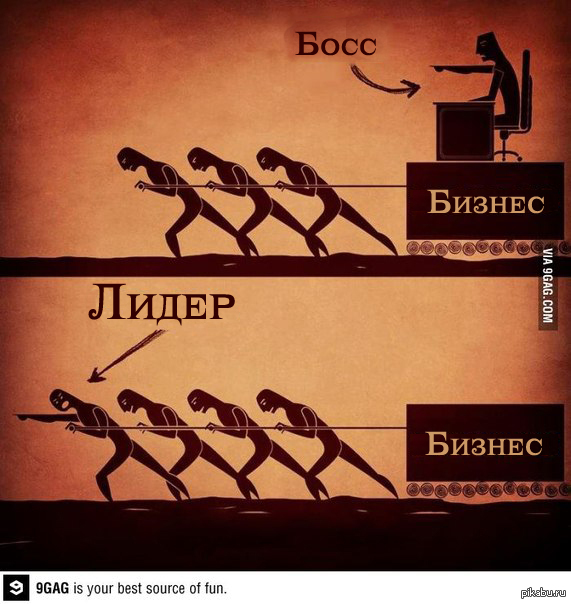 Босс
Бизнес
VIA 9GAG.COM
Лидер
Бизнес
9GAG is your best source of fun.
pikabu.ru